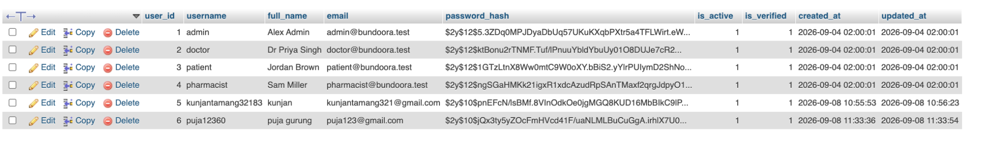 user_id username full_name email password_hash is_active is_verified created_at updated_at
Edit Copy Delete 1 admin Alex Admin admin@bundoora.test $2y$12$5.3ZDq0MPJDyaDbUq57UKuKXqbPXtr5a4TFLWirt.eW... 1 1 2026-09-04 02:00:01 2026-09-04 02:00:01
Edit Copy Delete 2 doctor Dr Priya Singh doctor@bundoora.test $2y$12$ktBonu2rTNMF.Tuf/lPnuuYbldYbuUy01O8DUJe7cR2... 1 1 2026-09-04 02:00:01 2026-09-04 02:00:01
Edit Copy Delete 3 patient Jordan Brown patient@bundoora.test $2y$12$1GTzLtnX8Ww0mtC9W0oXY.bBiS2.yYlrPUlymD2ShNo... 1 1 2026-09-04 02:00:01 2026-09-04 02:00:01
Edit Copy Delete 4 pharmacist Sam Miller pharmacist@bundoora.test $2y$12$ngSGaHMKk21igxR1xdcAzudRpSAnTMaxf2qrgJdpyO1... 1 1 2026-09-04 02:00:01 2026-09-04 02:00:01
Edit Copy Delete 5 kunjantamang32183 kunjan kunjantamang321@gmail.com $2y$10$pnEFcN/lsBMf.8VlnOdkOe0jgMGQ8KUD16MbBlkC9lP... 1 1 2026-09-08 10:55:53 2026-09-08 10:56:23
Edit Copy Delete 6 puja12360 puja gurung puja123@gmail.com $2y$10$jQx3ty5yZOcFmHVcd41F/uaNLMLBuCuGgA.irhlX7U0... 1 1 2026-09-08 11:33:36 2026-09-08 11:33:54